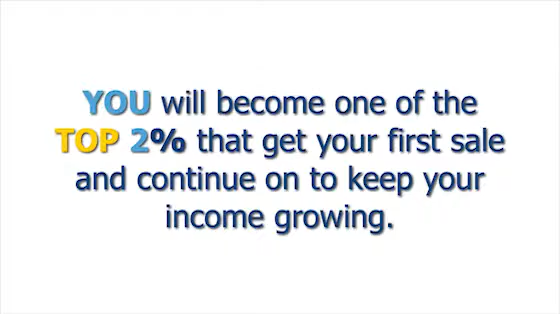 YOU will become one of the
TOP 2% that get your first sale
and continue on to keep your
income growing.